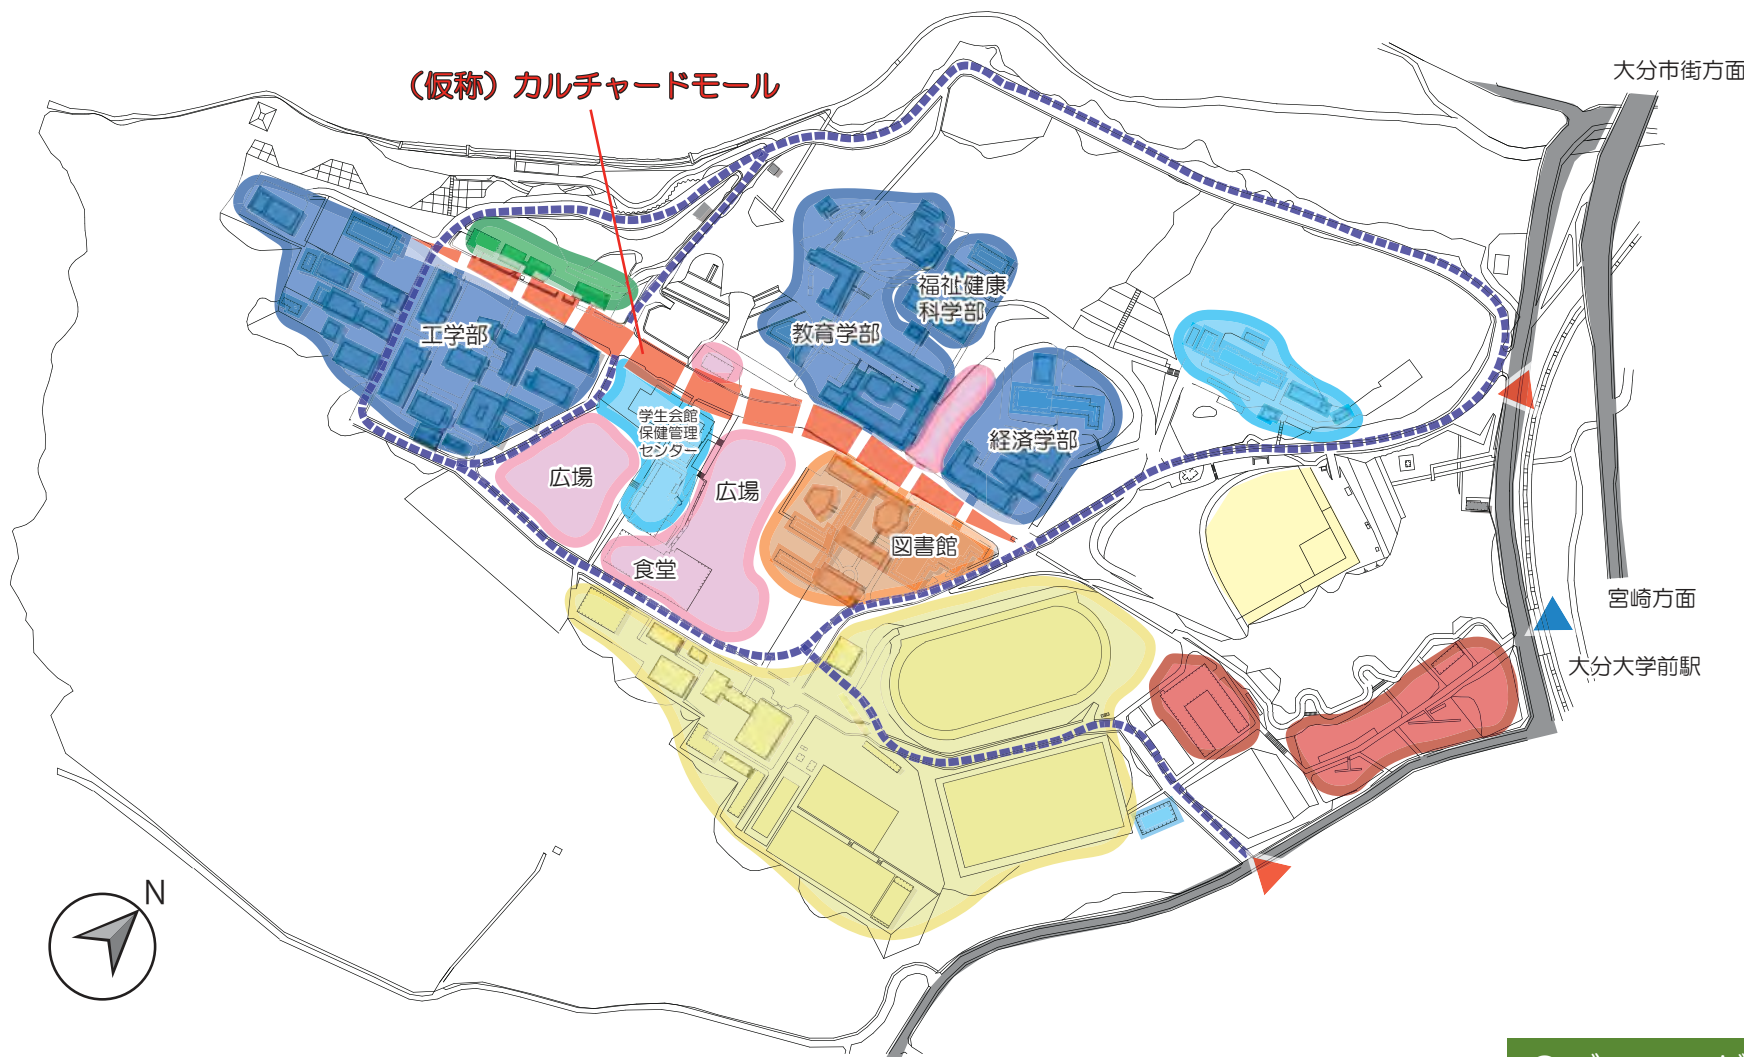 (仮称)カルチャードモール
大分市街方面
福祉健康
科学部
工学部
教育学部
学生会館
保健管理
センター
経済学部
広場
広場
図書館
食堂
宮崎方面
大分大学前駅
N